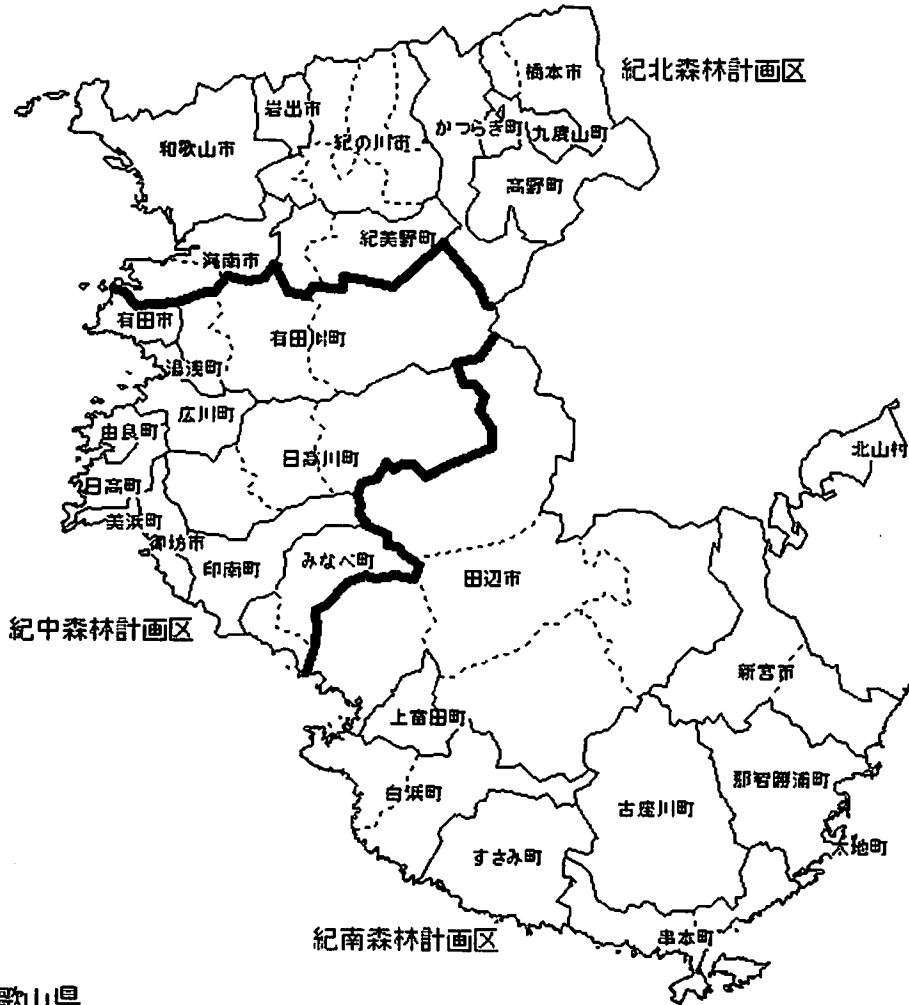 橋本市
紀北森林計画区
岩出市
かつらぎ町
九度山町
和歌山市
紀の川市
高野町
紀美野町
海南市
有田市
有田川町
湯浅町
広川町
由良町
北山村
日高川町
日高町
美浜町
御坊市
印南町
みなべ町
田辺市
紀中森林計画区
新宮市
上富田町
那智勝浦町
白浜町
古座川町
すさみ町
太地町
紀南森林計画区
串本町
歌山県